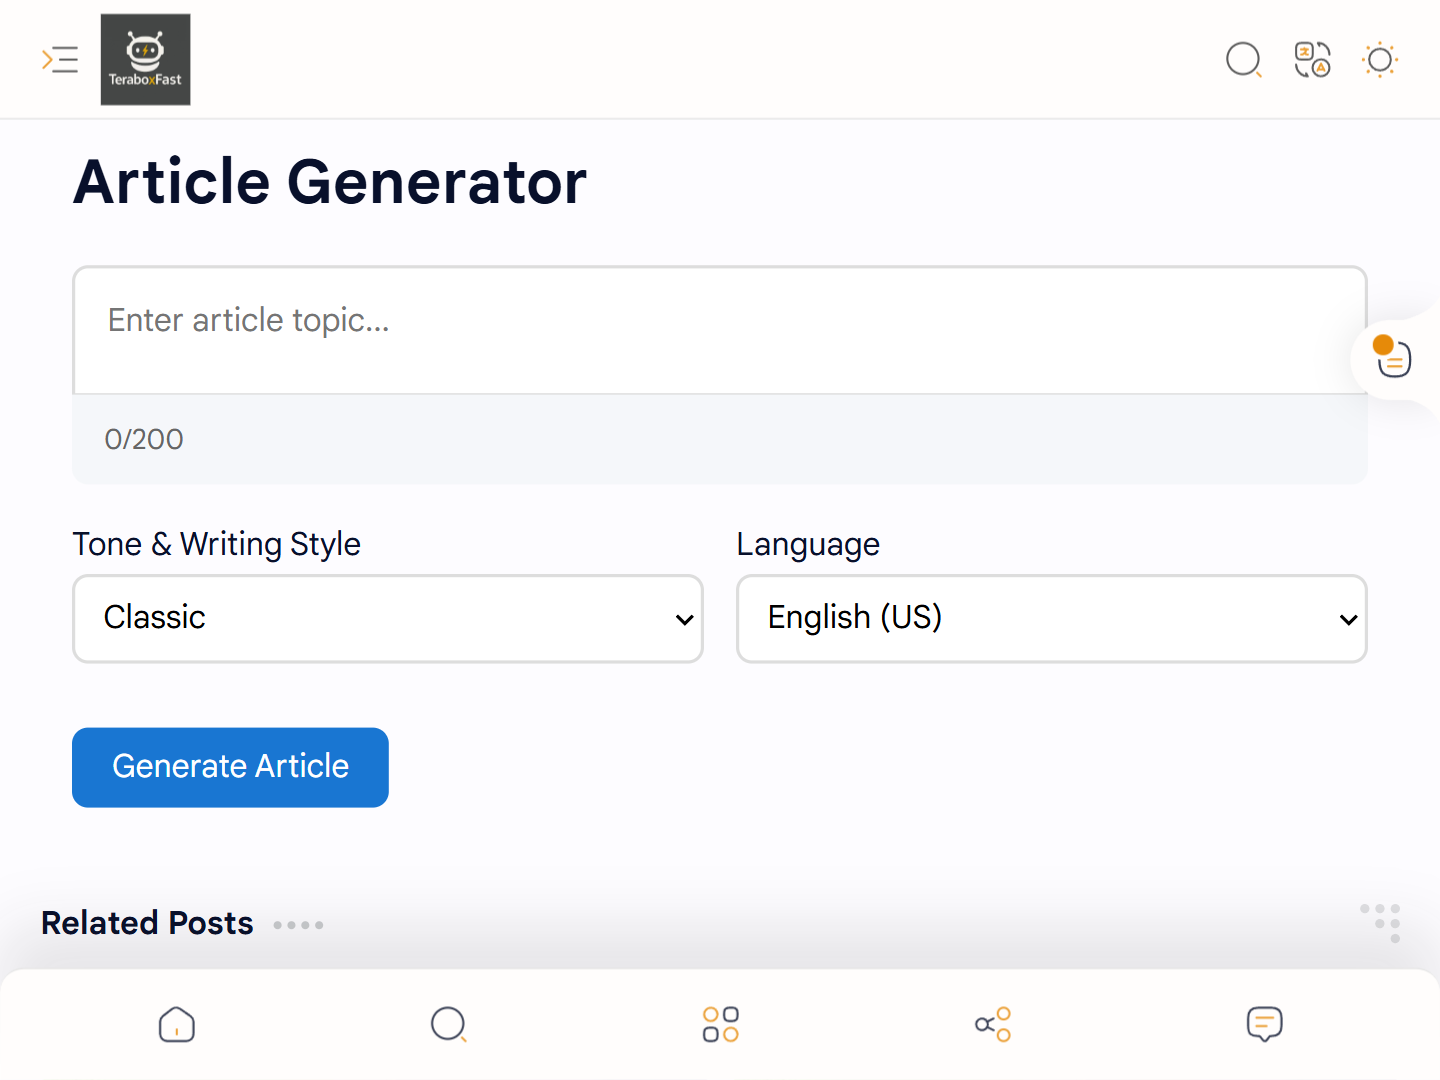 TeraboxFast
Article Generator
Enter article topic...
0/200
Tone & Writing Style
Language
Classic
English (US)
Generate Article
Related Posts